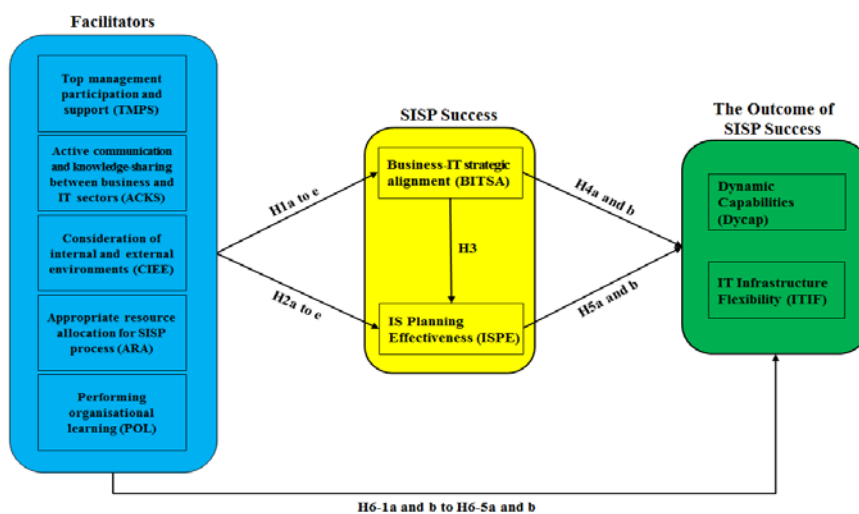 Facilitators
Top management
participation and
support (TMPS)
Active communication
and knowledge-sharing
between business and
IT sectors (ACKS)
Consideration of
internal and external
environments (CIEE)
Appropriate resource
allocation for SISP
process (ARA)
Performing
organisational
learning (POL)
H1a to e
H2a to e
SISP Success
Business-IT strategic
alignment (BITSA)
H3
IS Planning
Effectiveness (ISPE)
H4a and b
H5a and b
The Outcome of
SISP Success
Dynamic
Capabilities
(Dycap)
IT Infrastructure
Flexibility (ITIF)
H6-1a and b to H6-5a and b